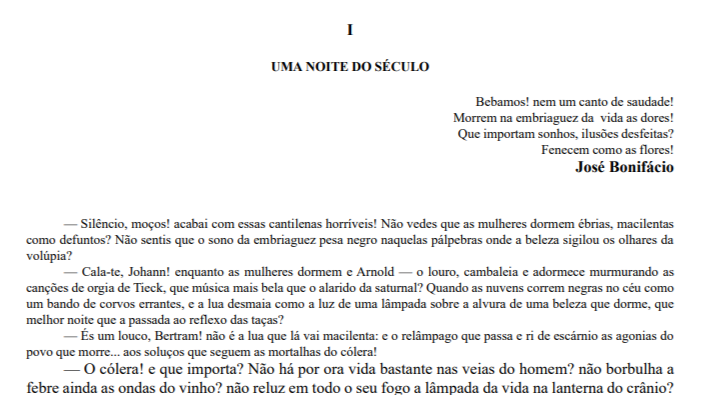 I
UMA NOITE DO SÉCULO
Bebamos! nem um canto de saudade!
Morrem na embriaguez da vida as dores!
Que importam sonhos, ilusões desfeitas?
Fenecem como as flores!
José Bonifácio
— Silêncio, moços! acabai com essas cantilenas horríveis! Não vedes que as mulheres dormem ébrias, macilentas
como defuntos? Não sentis que o sono da embriaguez pesa negro naquelas pálpebras onde a beleza sigilou os olhares da
volúpia?
— Cala-te, Johann! enquanto as mulheres dormem e Arnold — o louro, cambaleia e adormece murmurando as
canções de orgia de Tieck, que música mais bela que o alarido da saturnal? Quando as nuvens correm negras no céu como
um bando de corvos errantes, e a lua desmaia como a luz de uma lâmpada sobre a alvura de uma beleza que dorme, que
melhor noite que a passada ao reflexo das taças?
— És um louco, Bertram! não é a lua que lá vai macilenta: e o relâmpago que passa e ri de escárnio as agonias do
povo que morre... aos soluços que seguem as mortalhas do cólera!
— O cólera! e que importa? Não há por ora vida bastante nas veias do homem? não borbulha a
febre ainda as ondas do vinho? não reluz em todo o seu fogo a lâmpada da vida na lanterna do crânio?